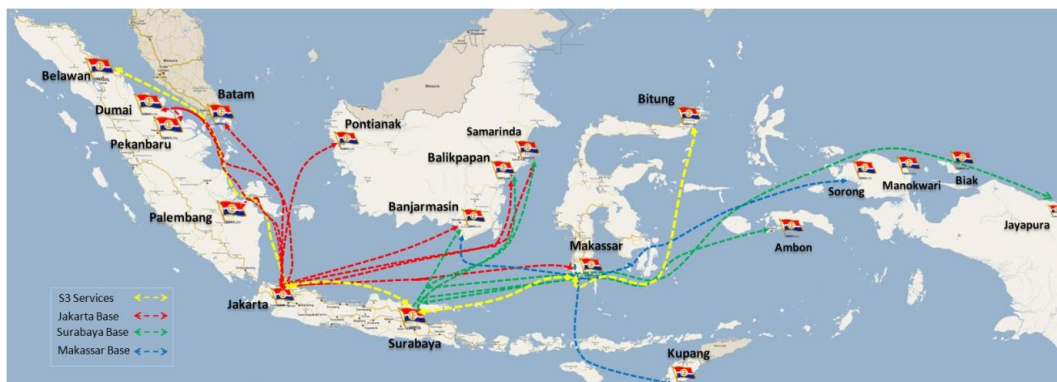 Belawan
Batam
Dumai
Pekanbaru
Pontianak
Samarinda
Balikpapan
Bitung
Palembang
Banjarmasin
Sorong
Manokwari
Biak
Jayapura
Makassar
Ambon
Jakarta
Surabaya
Kupang
S3 Services
Jakarta Base
Surabaya Base
Makassar Base